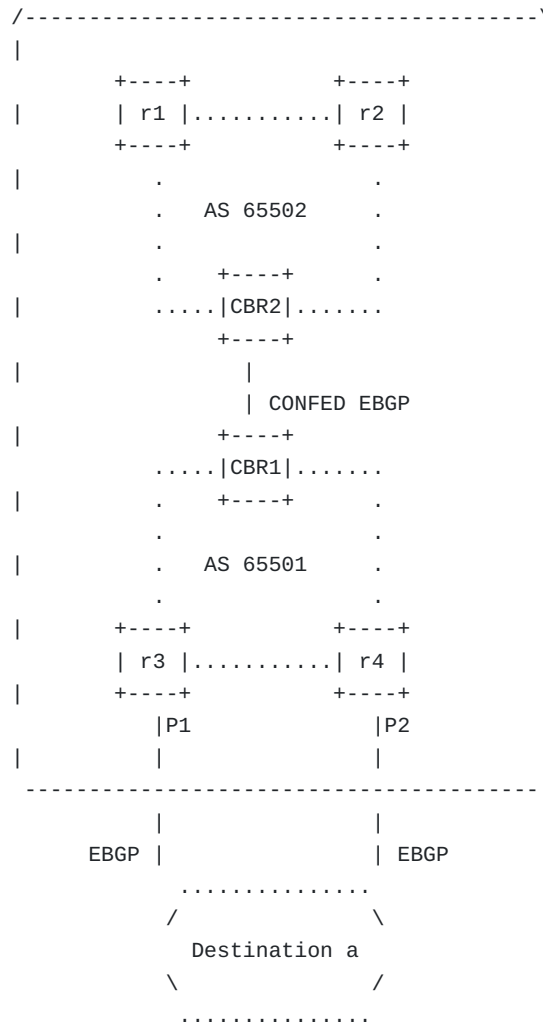 /----------------------------------------\
|
+----+ +----+
| | r1 |...........| r2 |
+----+ +----+
| . .
. AS 65502 .
| . .
. +----+ .
| .....|CBR2|.......
+----+
| |
| CONFED EBGP
| +----+
.....|CBR1|.......
| . +----+ .
. .
| . AS 65501 .
. .
| +----+ +----+
| r3 |...........| r4 |
| +----+ +----+
|P1 |P2
| | |
----------------------------------------
| |
EBGP | | EBGP
...............
/ \
Destination a
\ /
...............